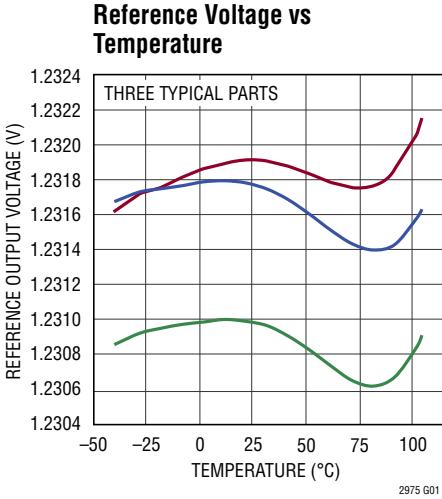 Reference Voltage vs
Temperature
THREE TYPICAL PARTS
REFERENCE OUTPUT VOLTAGE (V)
1.2324
1.2322
1.2320
1.2318
1.2316
1.2314
1.2312
1.2310
1.2308
1.2306
1.2304
–50 –25 0 25 50 75 100
TEMPERATURE (°C)
2975 G01